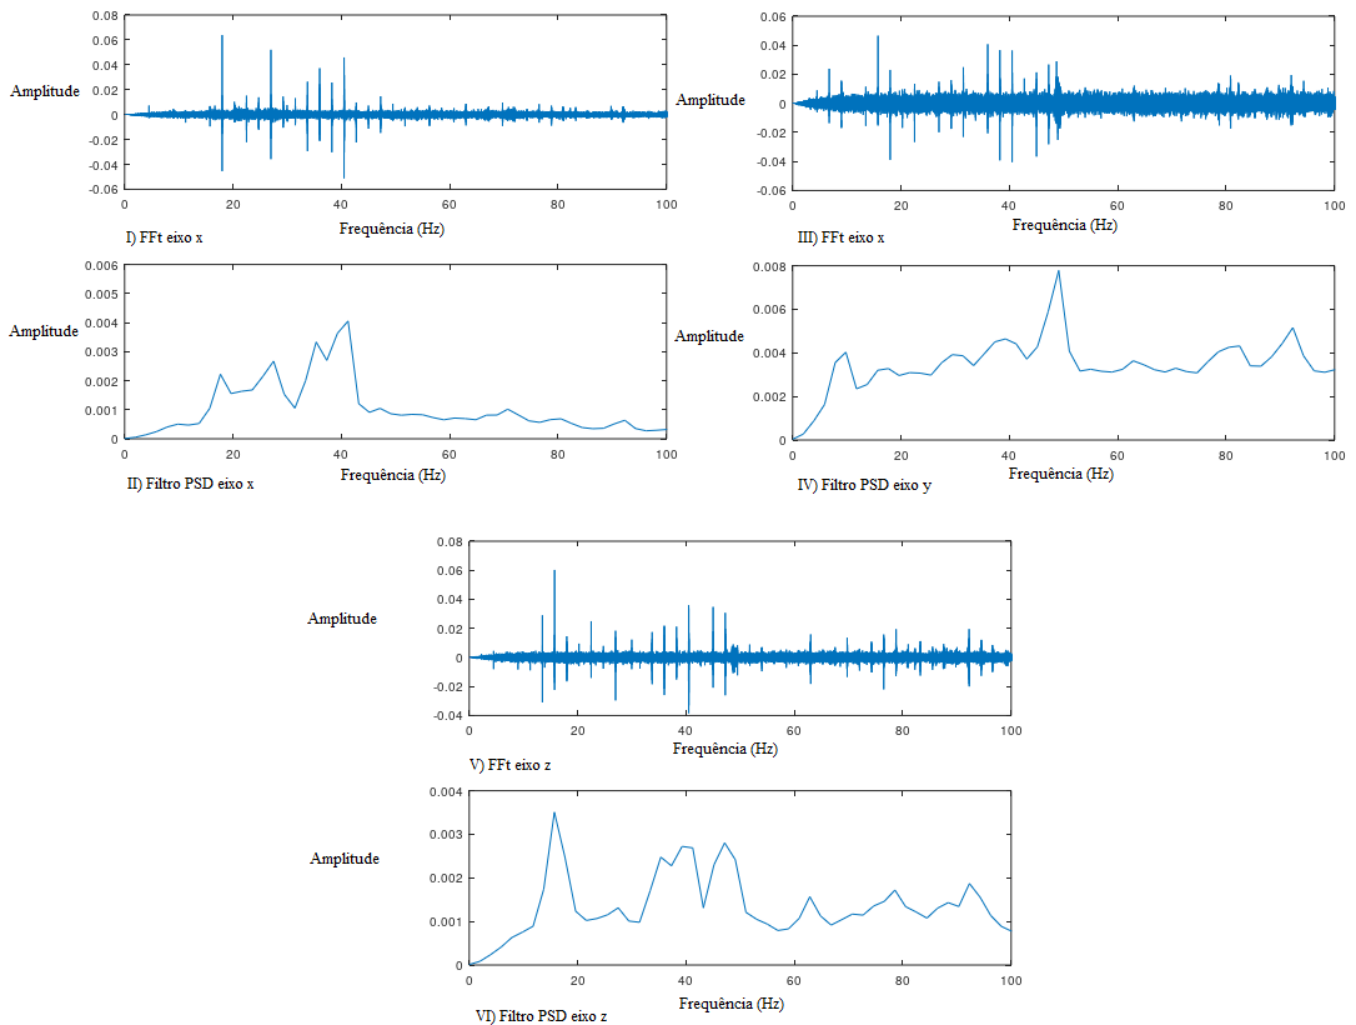 0.08
0.06
0.04
0.02
0
-0.02
-0.04
-0.06
Amplitude
0 20 40 60 80 100
Frequência (Hz)
I) FFt eixo x
0.06
0.04
0.02
0
-0.02
-0.04
-0.06
Amplitude
0 20 40 60 80 100
Frequência (Hz)
III) FFt eixo x
0.006
0.005
0.004
0.003
0.002
0.001
0
Amplitude
0 20 40 60 80 100
Frequência (Hz)
II) Filtro PSD eixo x
0.008
0.006
0.004
0.002
0
Amplitude
0 20 40 60 80 100
Frequência (Hz)
IV) Filtro PSD eixo y
0.08
0.06
0.04
0.02
0
-0.02
-0.04
Amplitude
0 20 40 60 80 100
Frequência (Hz)
V) FFt eixo z
0.004
0.003
0.002
0.001
0
Amplitude
0 20 40 60 80 100
Frequência (Hz)
VI) Filtro PSD eixo z